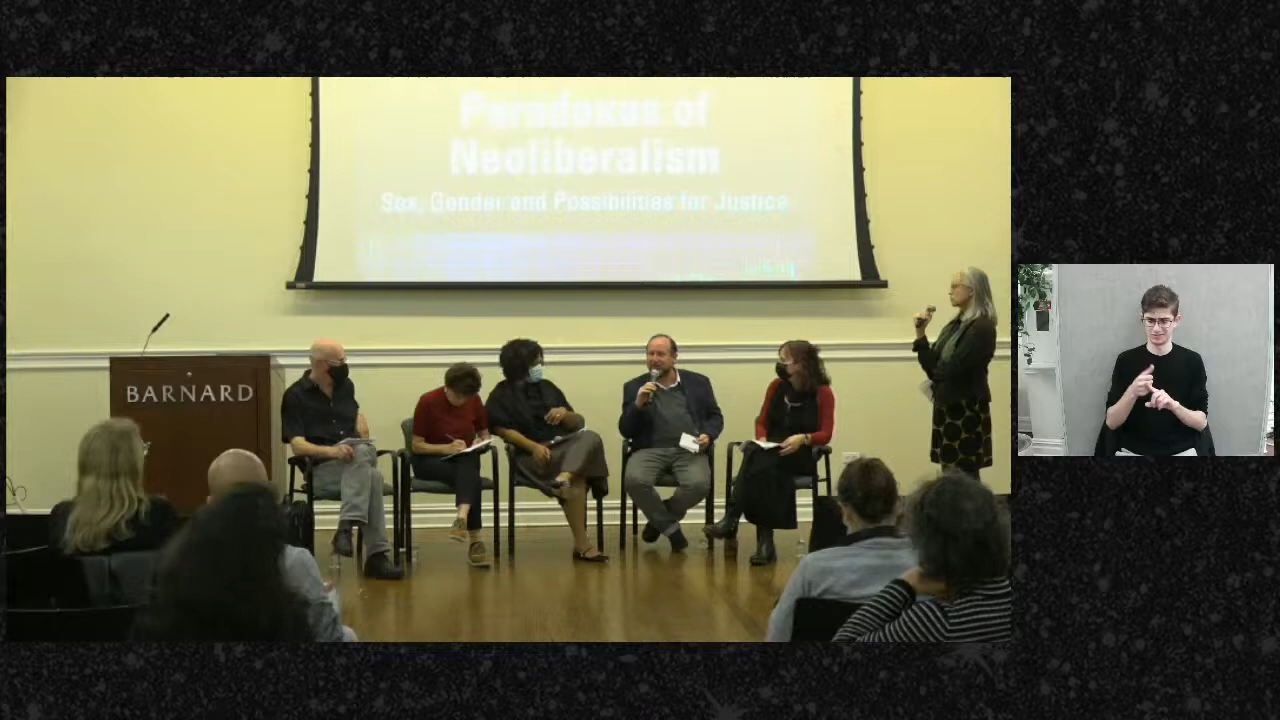 Paradoxes of
Neoliberalism
Sex, Gender and Possibilities for Justice
BARNARD